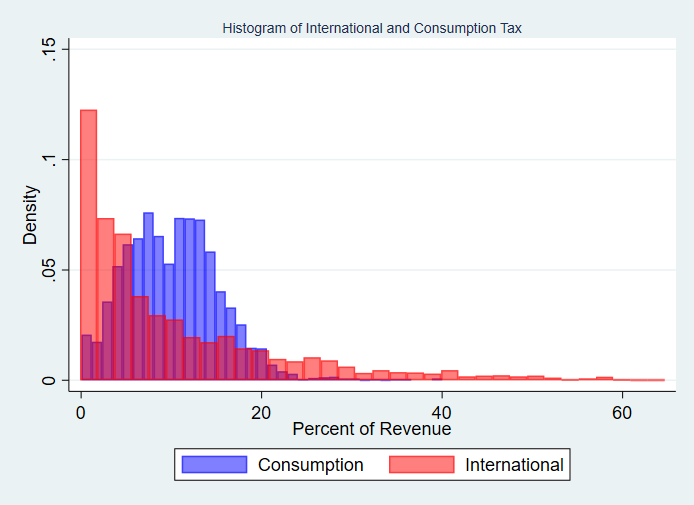 Histogram of International and Consumption Tax
.15
.1
.05
0
Density
0 20 40 60
Percent of Revenue
Consumption International